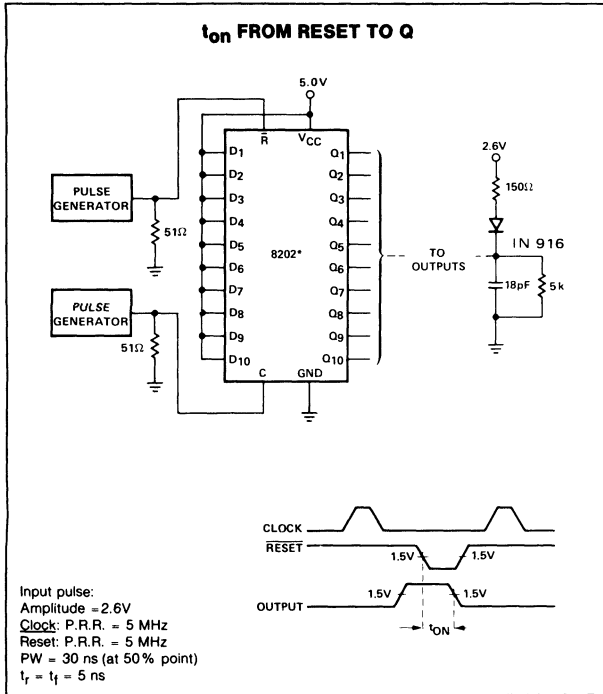 ton FROM RESET TO Q
5.0V
R̅ VCC
D1 Q1
D2 Q2
D3 Q3
D4 Q4
D5 Q5
D6 Q6
D7 Q7
D8 Q8
D9 Q9
D10 Q10
8202*
C GND
PULSE
GENERATOR
51Ω
PULSE
GENERATOR
51Ω
TO
OUTPUTS
2.6V
150Ω
IN 916
18pF
5k
CLOCK
RESET
1.5V 1.5V
OUTPUT
1.5V 1.5V
tON
Input pulse:
Amplitude = 2.6V
Clock: P.R.R. = 5 MHz
Reset: P.R.R. = 5 MHz
PW = 30 ns (at 50% point)
tr = tf = 5 ns